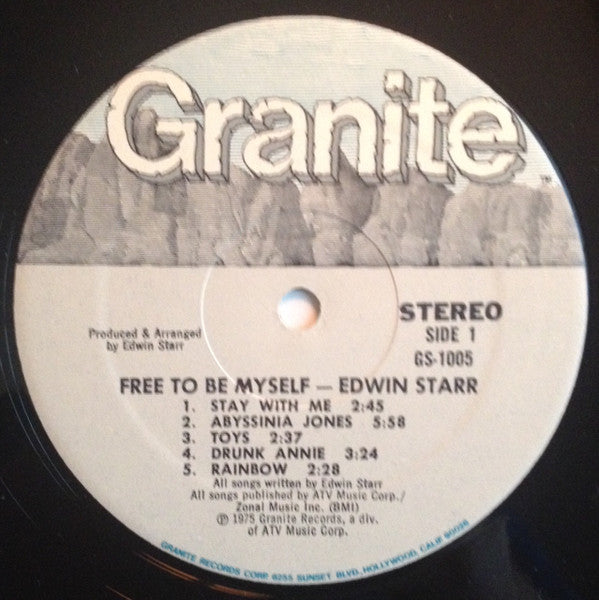 Granite
TM
STEREO
SIDE 1
GS-1005
Produced & Arranged
by Edwin Starr
FREE TO BE MYSELF — EDWIN STARR
1. STAY WITH ME 2:45
2. ABYSSINIA JONES 5:58
3. TOYS 2:37
4. DRUNK ANNIE 3:24
5. RAINBOW 2:28
All songs written by Edwin Starr
All songs published by ATV Music Corp./
Zonal Music Inc. (BMI)
℗ 1975 Granite Records, a div.
of ATV Music Corp.
GRANITE RECORDS CORP. 6255 SUNSET BLVD., HOLLYWOOD, CALIF. 90028